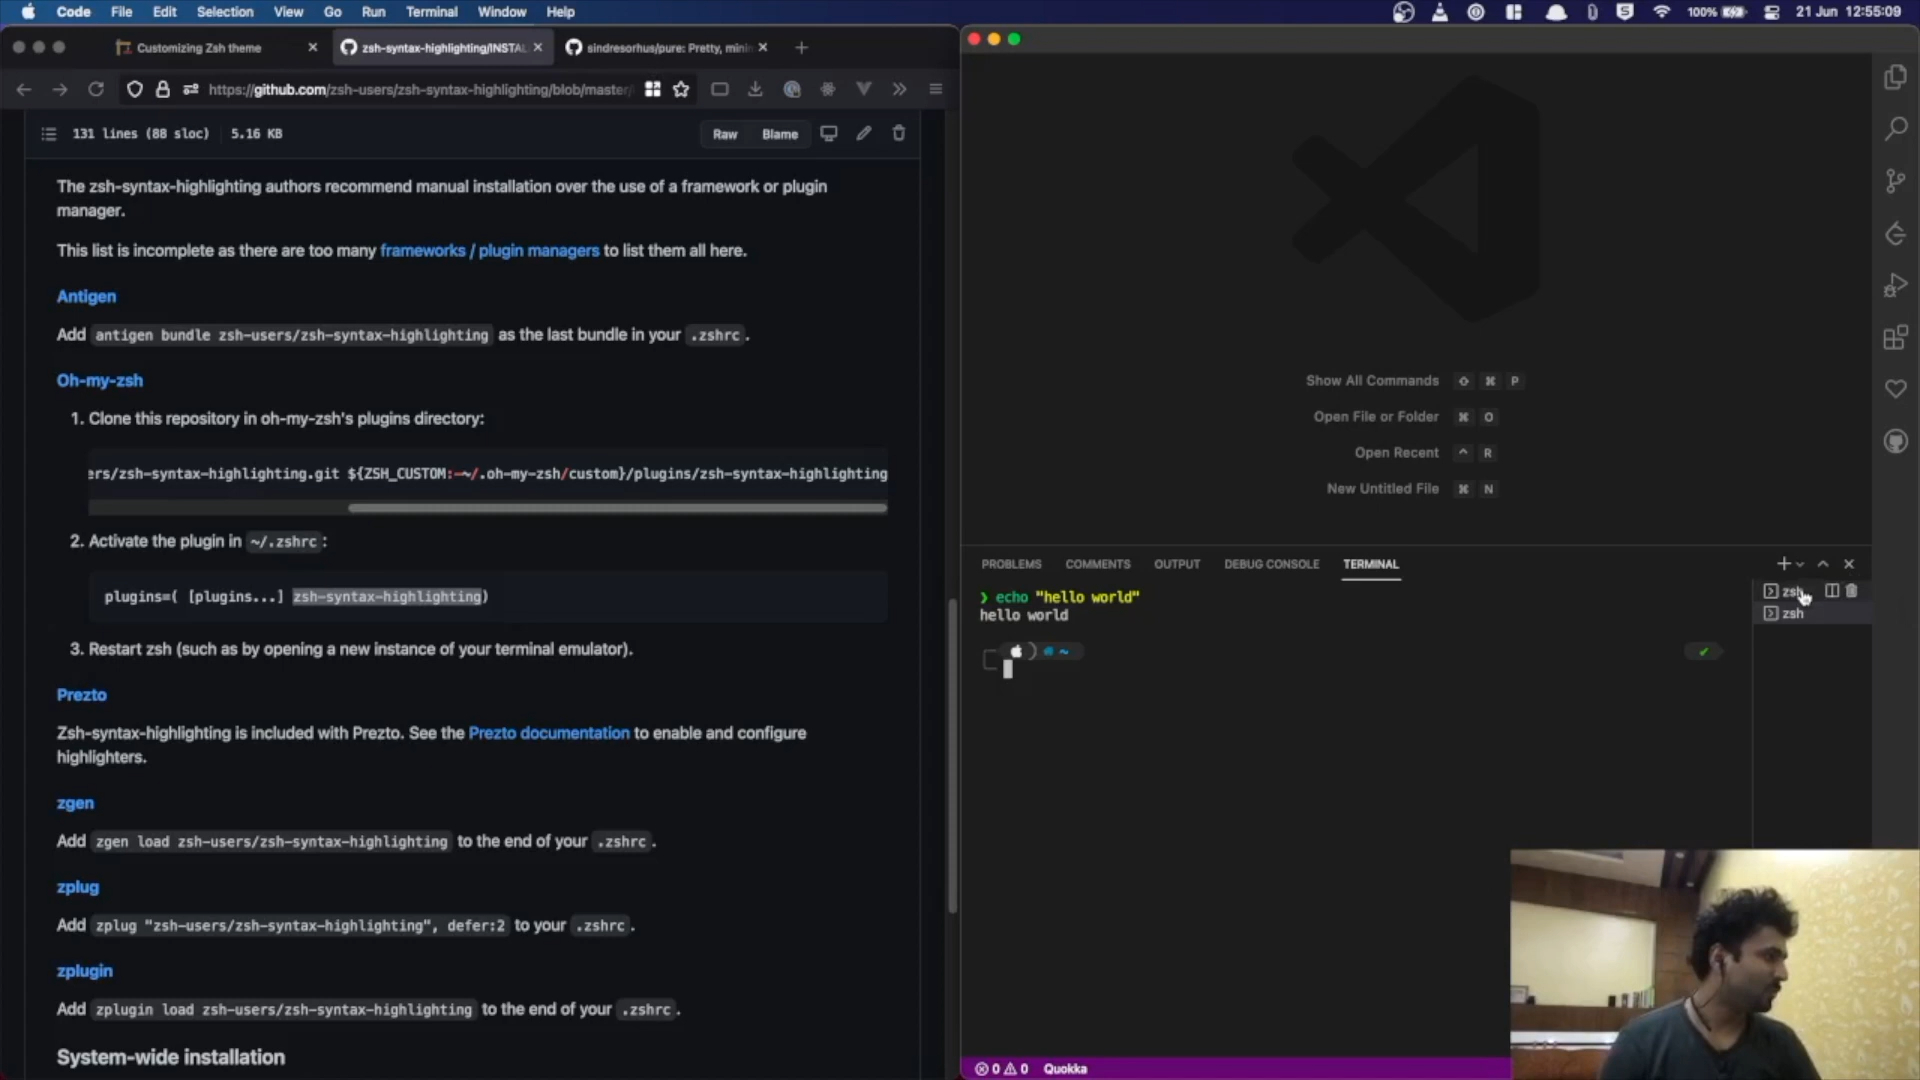 Code File Edit Selection View Go Run Terminal Window Help 100% 21 Jun 12:55:09
Customizing Zsh theme zsh-syntax-highlighting/INSTAL sindresorhus/pure: Pretty, mini
https://github.com/zsh-users/zsh-syntax-highlighting/blob/master/
131 lines (88 sloc) 5.16 KB Raw Blame
The zsh-syntax-highlighting authors recommend manual installation over the use of a framework or plugin
manager.
This list is incomplete as there are too many frameworks / plugin managers to list them all here.
Antigen
Add antigen bundle zsh-users/zsh-syntax-highlighting as the last bundle in your .zshrc.
Oh-my-zsh
1. Clone this repository in oh-my-zsh's plugins directory:
ers/zsh-syntax-highlighting.git ${ZSH_CUSTOM:-~/.oh-my-zsh/custom}/plugins/zsh-syntax-highlighting
2. Activate the plugin in ~/.zshrc:
plugins=( [plugins...] zsh-syntax-highlighting)
3. Restart zsh (such as by opening a new instance of your terminal emulator).
Prezto
Zsh-syntax-highlighting is included with Prezto. See the Prezto documentation to enable and configure
highlighters.
zgen
Add zgen load zsh-users/zsh-syntax-highlighting to the end of your .zshrc.
zplug
Add zplug "zsh-users/zsh-syntax-highlighting", defer:2 to your .zshrc.
zplugin
Add zplugin load zsh-users/zsh-syntax-highlighting to the end of your .zshrc.
System-wide installation
Show All Commands ⇧ ⌘ P
Open File or Folder ⌘ O
Open Recent ^ R
New Untitled File ⌘ N
PROBLEMS COMMENTS OUTPUT DEBUG CONSOLE TERMINAL
❯ echo "hello world"
hello world
~
zsh
zsh
0 0 Quokka